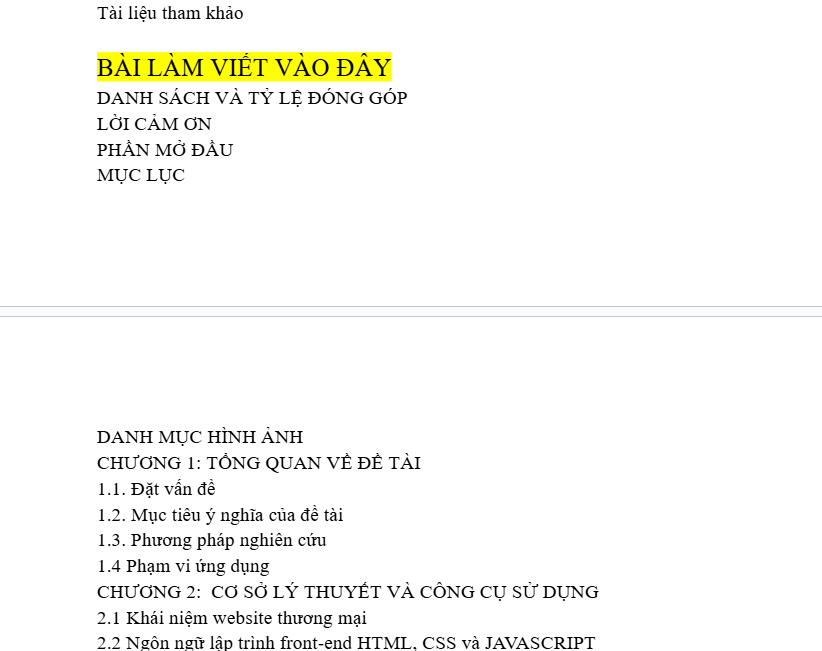 Tài liệu tham khảo
BÀI LÀM VIẾT VÀO ĐÂY
DANH SÁCH VÀ TỶ LỆ ĐÓNG GÓP
LỜI CẢM ƠN
PHẦN MỞ ĐẦU
MỤC LỤC
DANH MỤC HÌNH ẢNH
CHƯƠNG 1: TỔNG QUAN VỀ ĐỀ TÀI
1.1. Đặt vấn đề
1.2. Mục tiêu ý nghĩa của đề tài
1.3. Phương pháp nghiên cứu
1.4 Phạm vi ứng dụng
CHƯƠNG 2:  CƠ SỞ LÝ THUYẾT VÀ CÔNG CỤ SỬ DỤNG
2.1 Khái niệm website thương mại
2.2 Ngôn ngữ lập trình front-end HTML, CSS và JAVASCRIPT